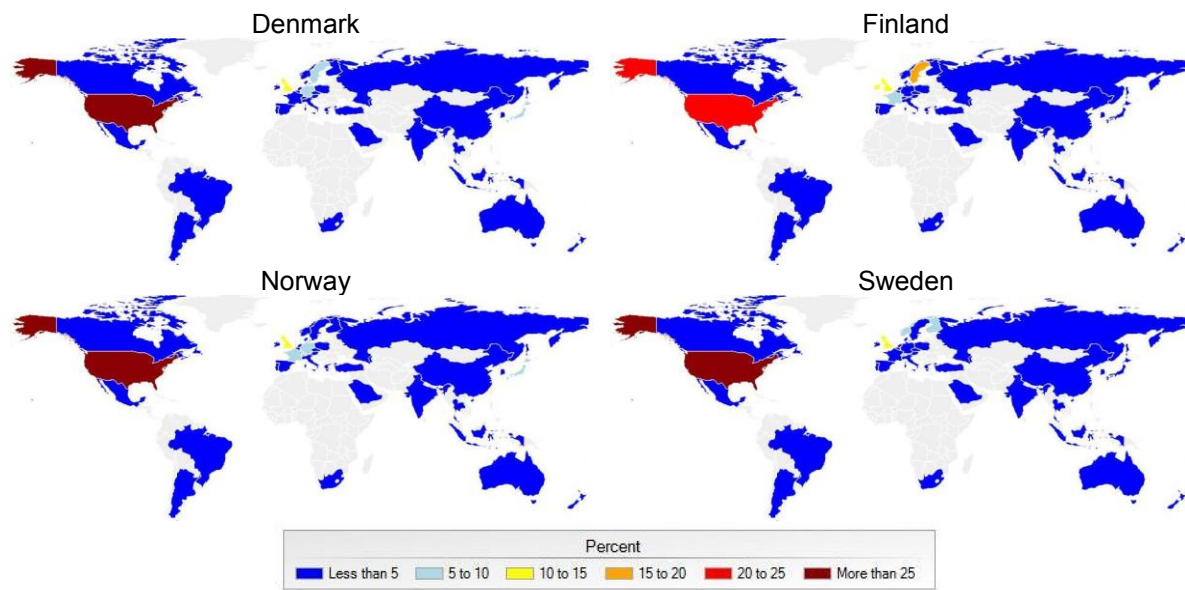 Denmark
Finland
Norway
Sweden
Percent
Less than 5
5 to 10
10 to 15
15 to 20
20 to 25
More than 25